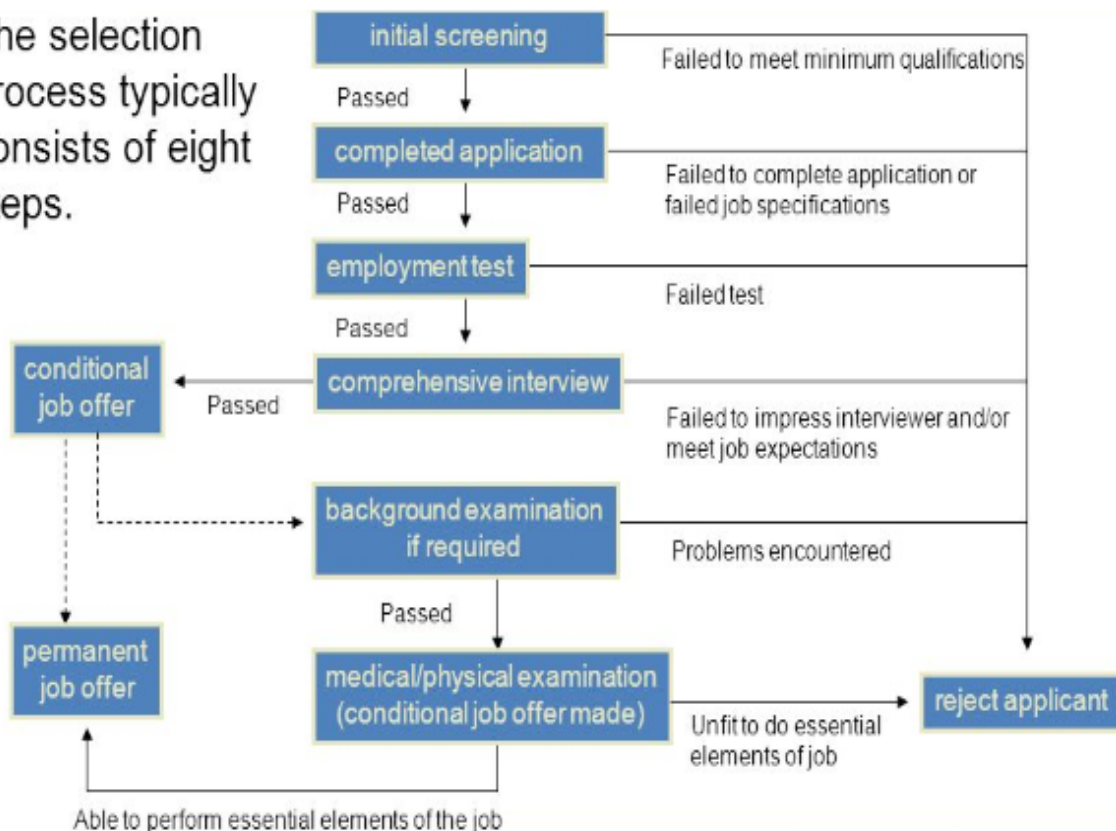 he selection
rocess typically
onsists of eight
eps.
initial screening
Failed to meet minimum qualifications
Passed
completed application
Failed to complete application or
failed job specifications
Passed
employment test
Failed test
Passed
comprehensive interview
Passed
conditional
job offer
Failed to impress interviewer and/or
meet job expectations
background examination
if required
Problems encountered
Passed
permanent
job offer
medical/physical examination
(conditional job offer made)
Unfit to do essential
elements of job
reject applicant
Able to perform essential elements of the job